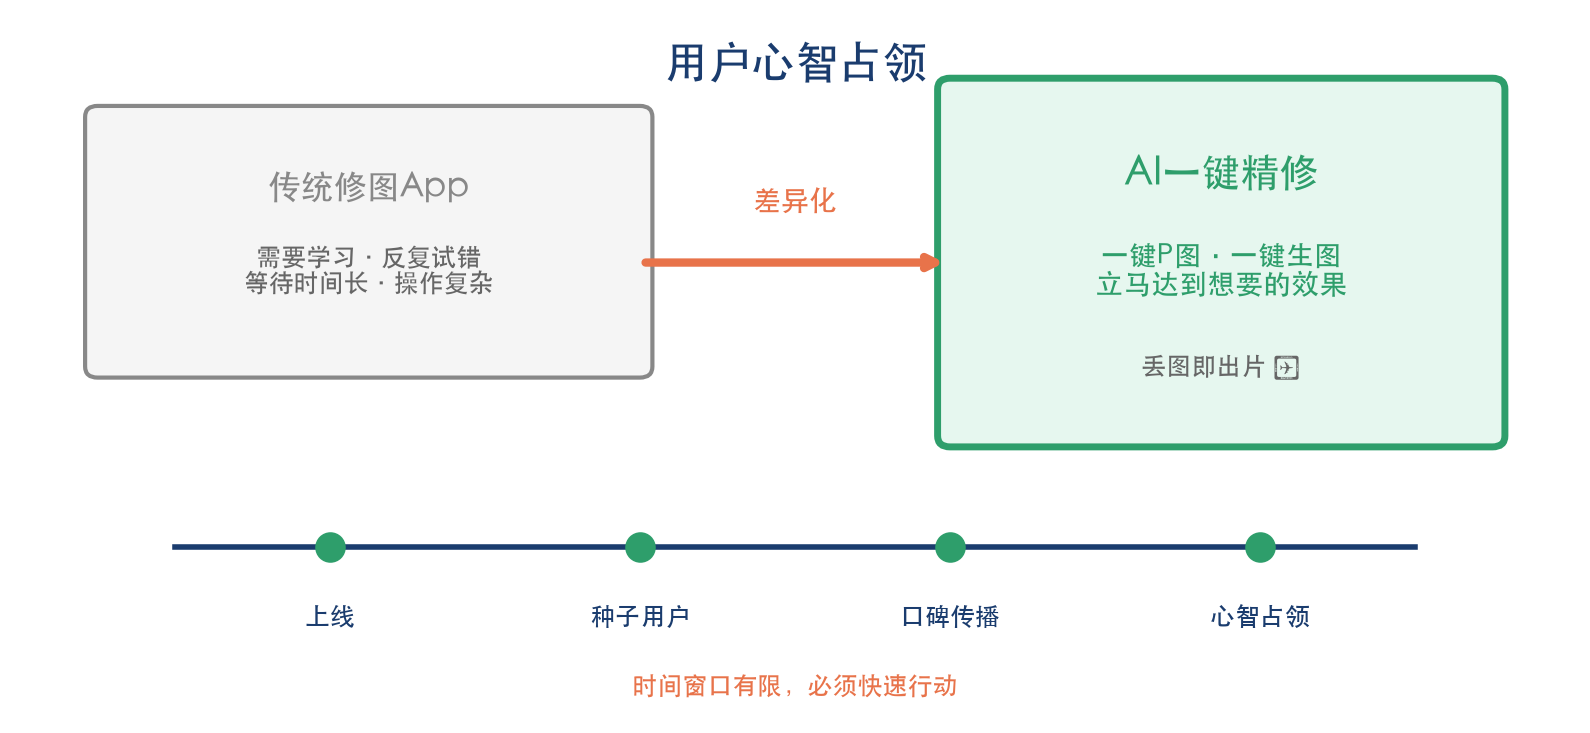 用户心智占领
传统修图App
需要学习 · 反复试错
等待时间长 · 操作复杂
差异化
AI一键精修
一键P图 · 一键生图
立马达到想要的效果
丢图即出片
上线
种子用户
口碑传播
心智占领
时间窗口有限，必须快速行动